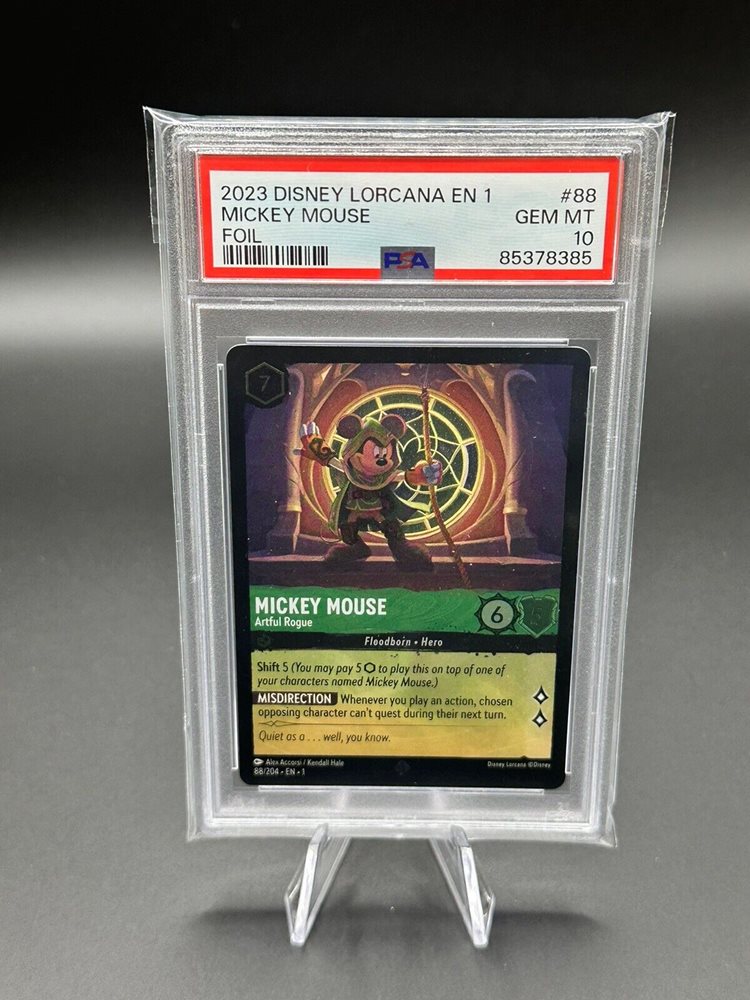 2023 DISNEY LORCANA EN 1 #88
MICKEY MOUSE GEM MT
FOIL 10
PSA 85378385
7
MICKEY MOUSE
Artful Rogue
6 5
Floodborn • Hero
Shift 5 (You may pay 5 ⬡ to play this on top of one of
your characters named Mickey Mouse.)
MISDIRECTION Whenever you play an action, chosen
opposing character can't quest during their next turn.
Quiet as a . . . well, you know.
Alex Accorsi / Kendall Hale
88/204 • EN • 1
Disney Lorcana ©Disney